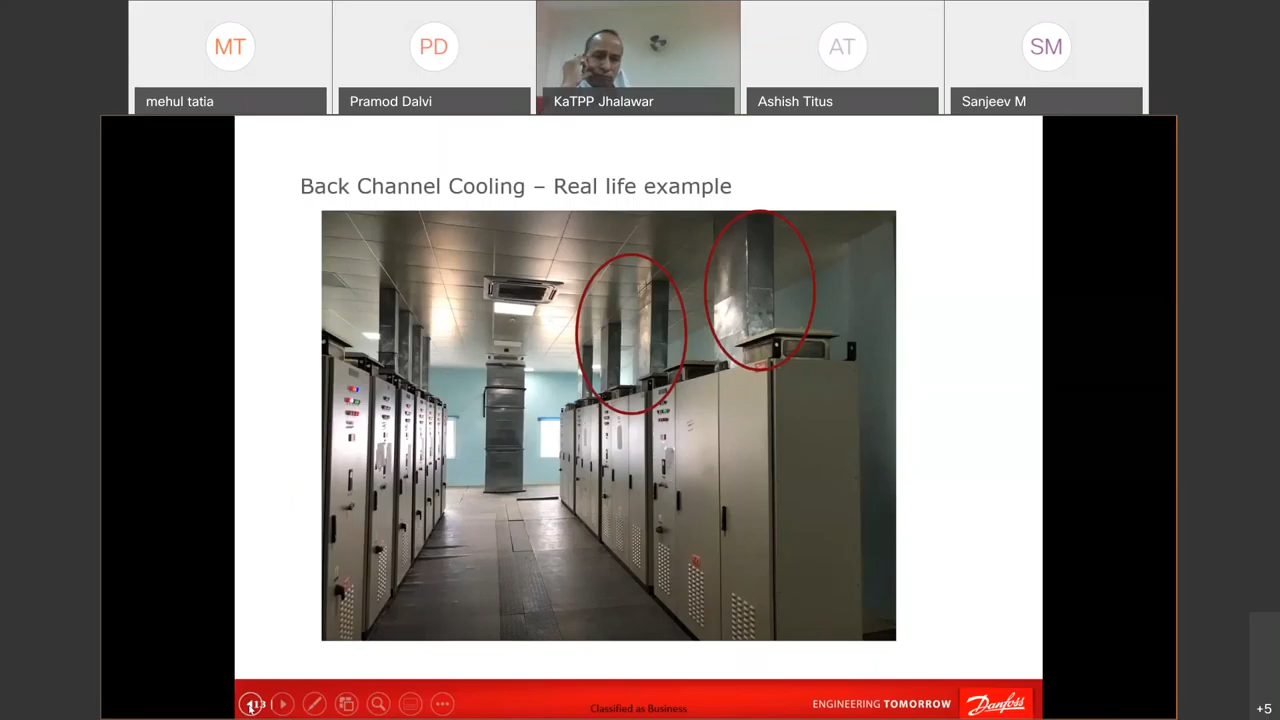 MT
PD
AT
SM
mehul tatia
Pramod Dalvi
KaTPP Jhalawar
Ashish Titus
Sanjeev M
Back Channel Cooling – Real life example
Classified as Business
ENGINEERING TOMORROW
Danfoss
+5